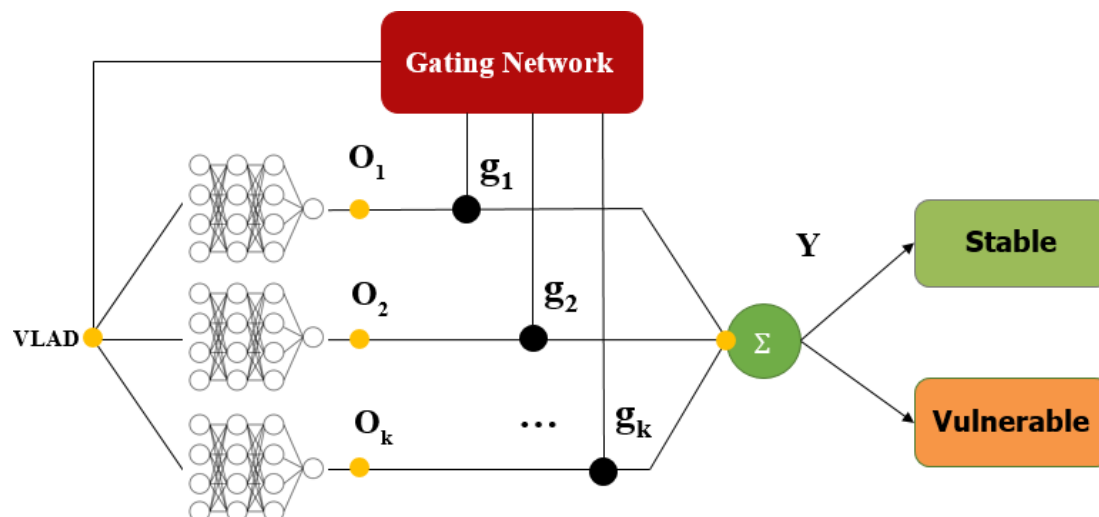 Gating Network
O₁
g₁
Y
Stable
O₂
g₂
VLAD
Σ
Oₖ
...
gₖ
Vulnerable